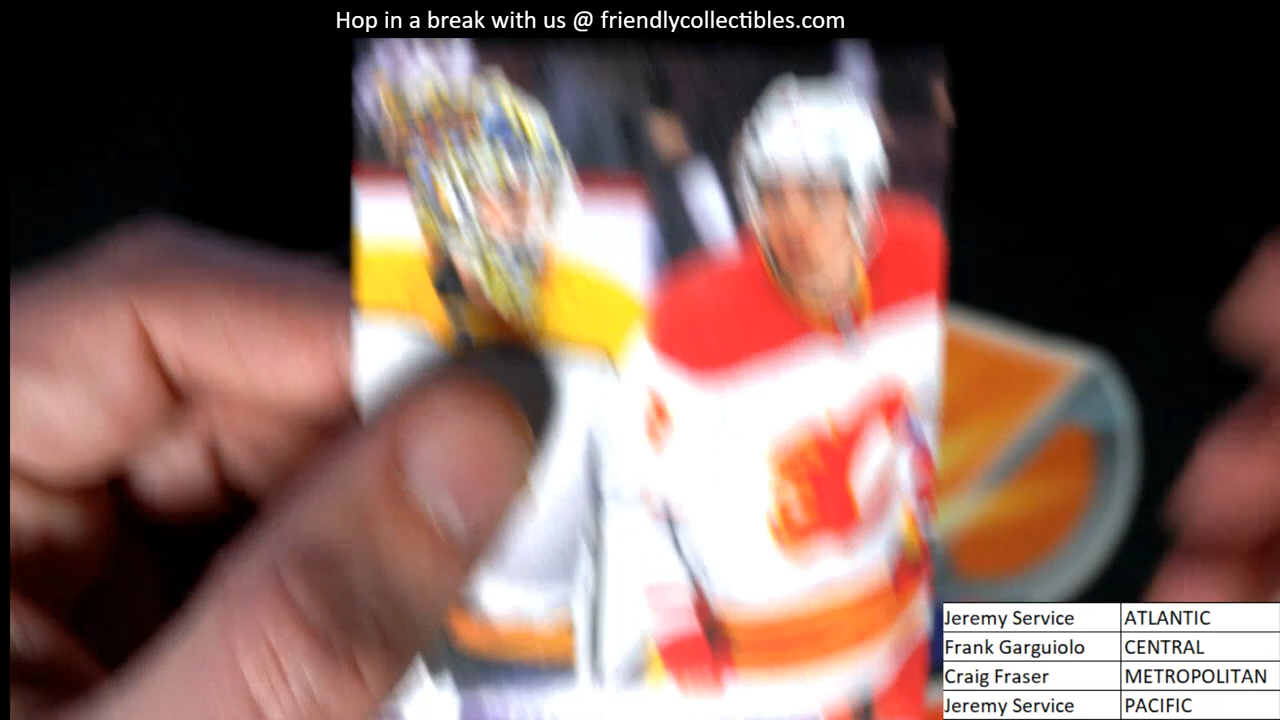 Hop in a break with us @ friendlycollectibles.com
Jeremy Service ATLANTIC
Frank Garguiolo CENTRAL
Craig Fraser METROPOLITAN
Jeremy Service PACIFIC